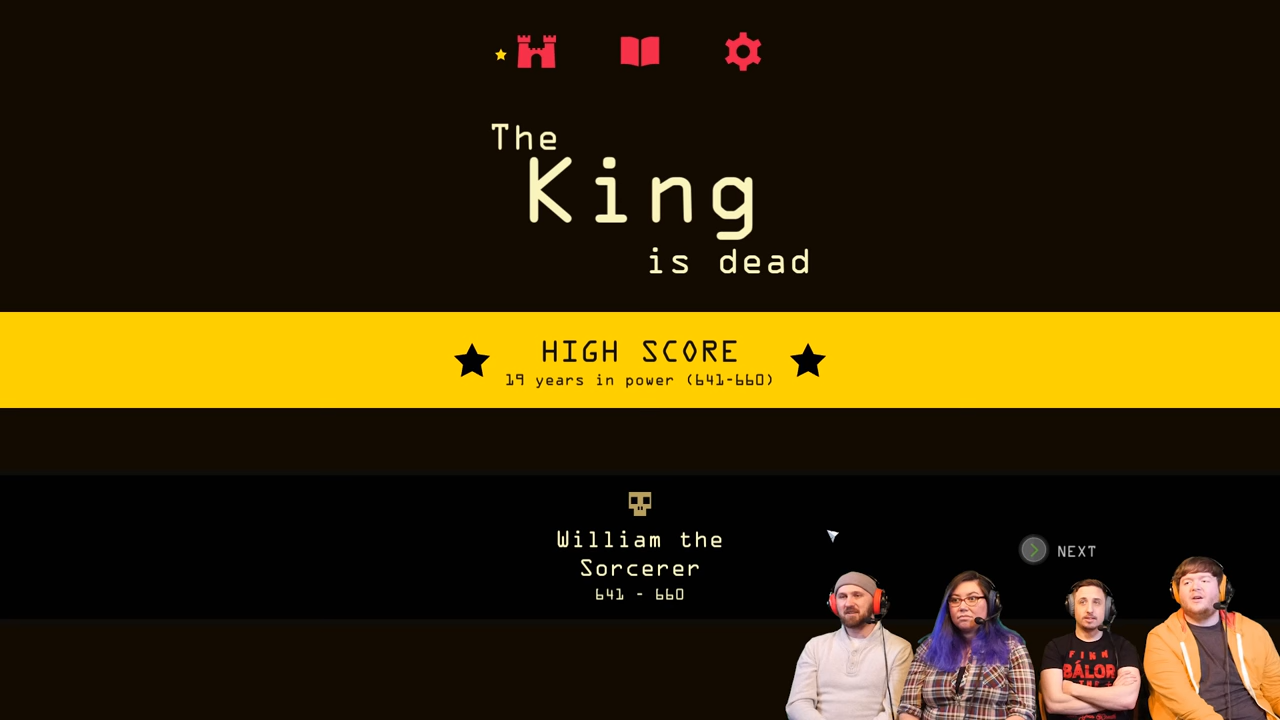 The
King
is dead
HIGH SCORE
19 years in power (641-660)
William the
Sorcerer
641 - 660
NEXT
FINN
BÁLOR